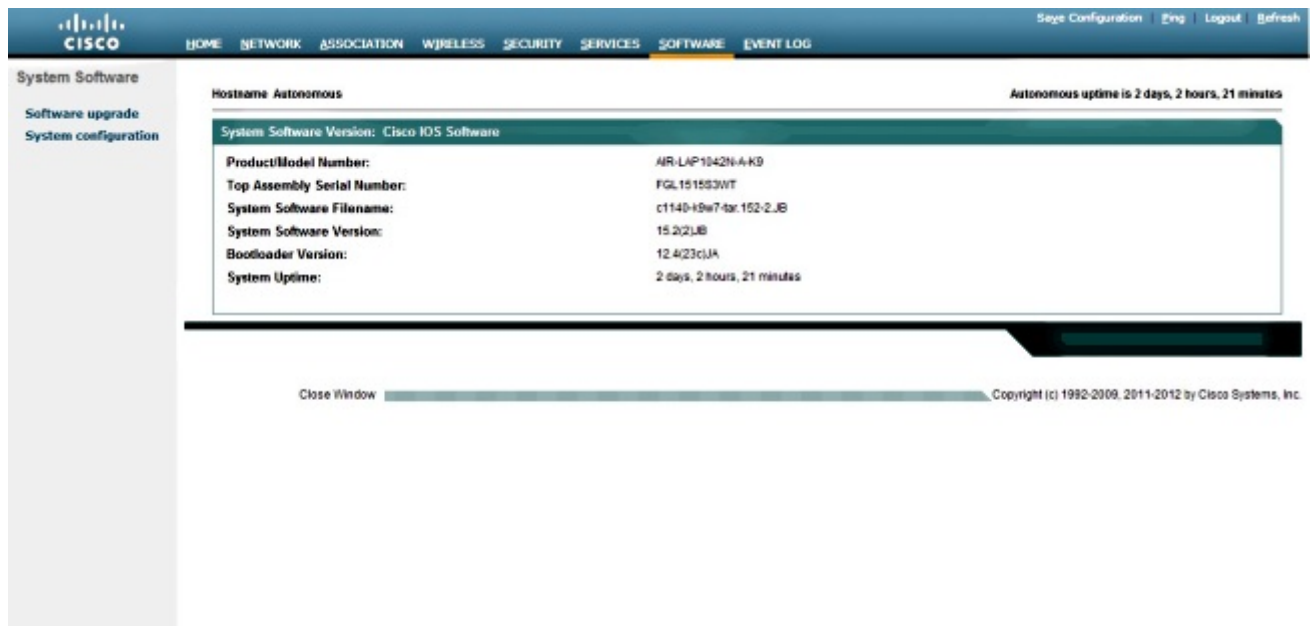 Save Configuration | Ping | Logout | Refresh
CISCO
HOME NETWORK ASSOCIATION WIRELESS SECURITY SERVICES SOFTWARE EVENT LOG
System Software
Software upgrade
System configuration
Hostname Autonomous
Autonomous uptime is 2 days, 2 hours, 21 minutes
System Software Version: Cisco IOS Software
Product/Model Number: AIR-LAP1042N-A-K9
Top Assembly Serial Number: FGL1515S3WT
System Software Filename: c1140-k9w7-tar.152-2.JB
System Software Version: 15.2(2)JB
Bootloader Version: 12.4(23c)JA
System Uptime: 2 days, 2 hours, 21 minutes
Close Window
Copyright (c) 1992-2009, 2011-2012 by Cisco Systems, Inc.